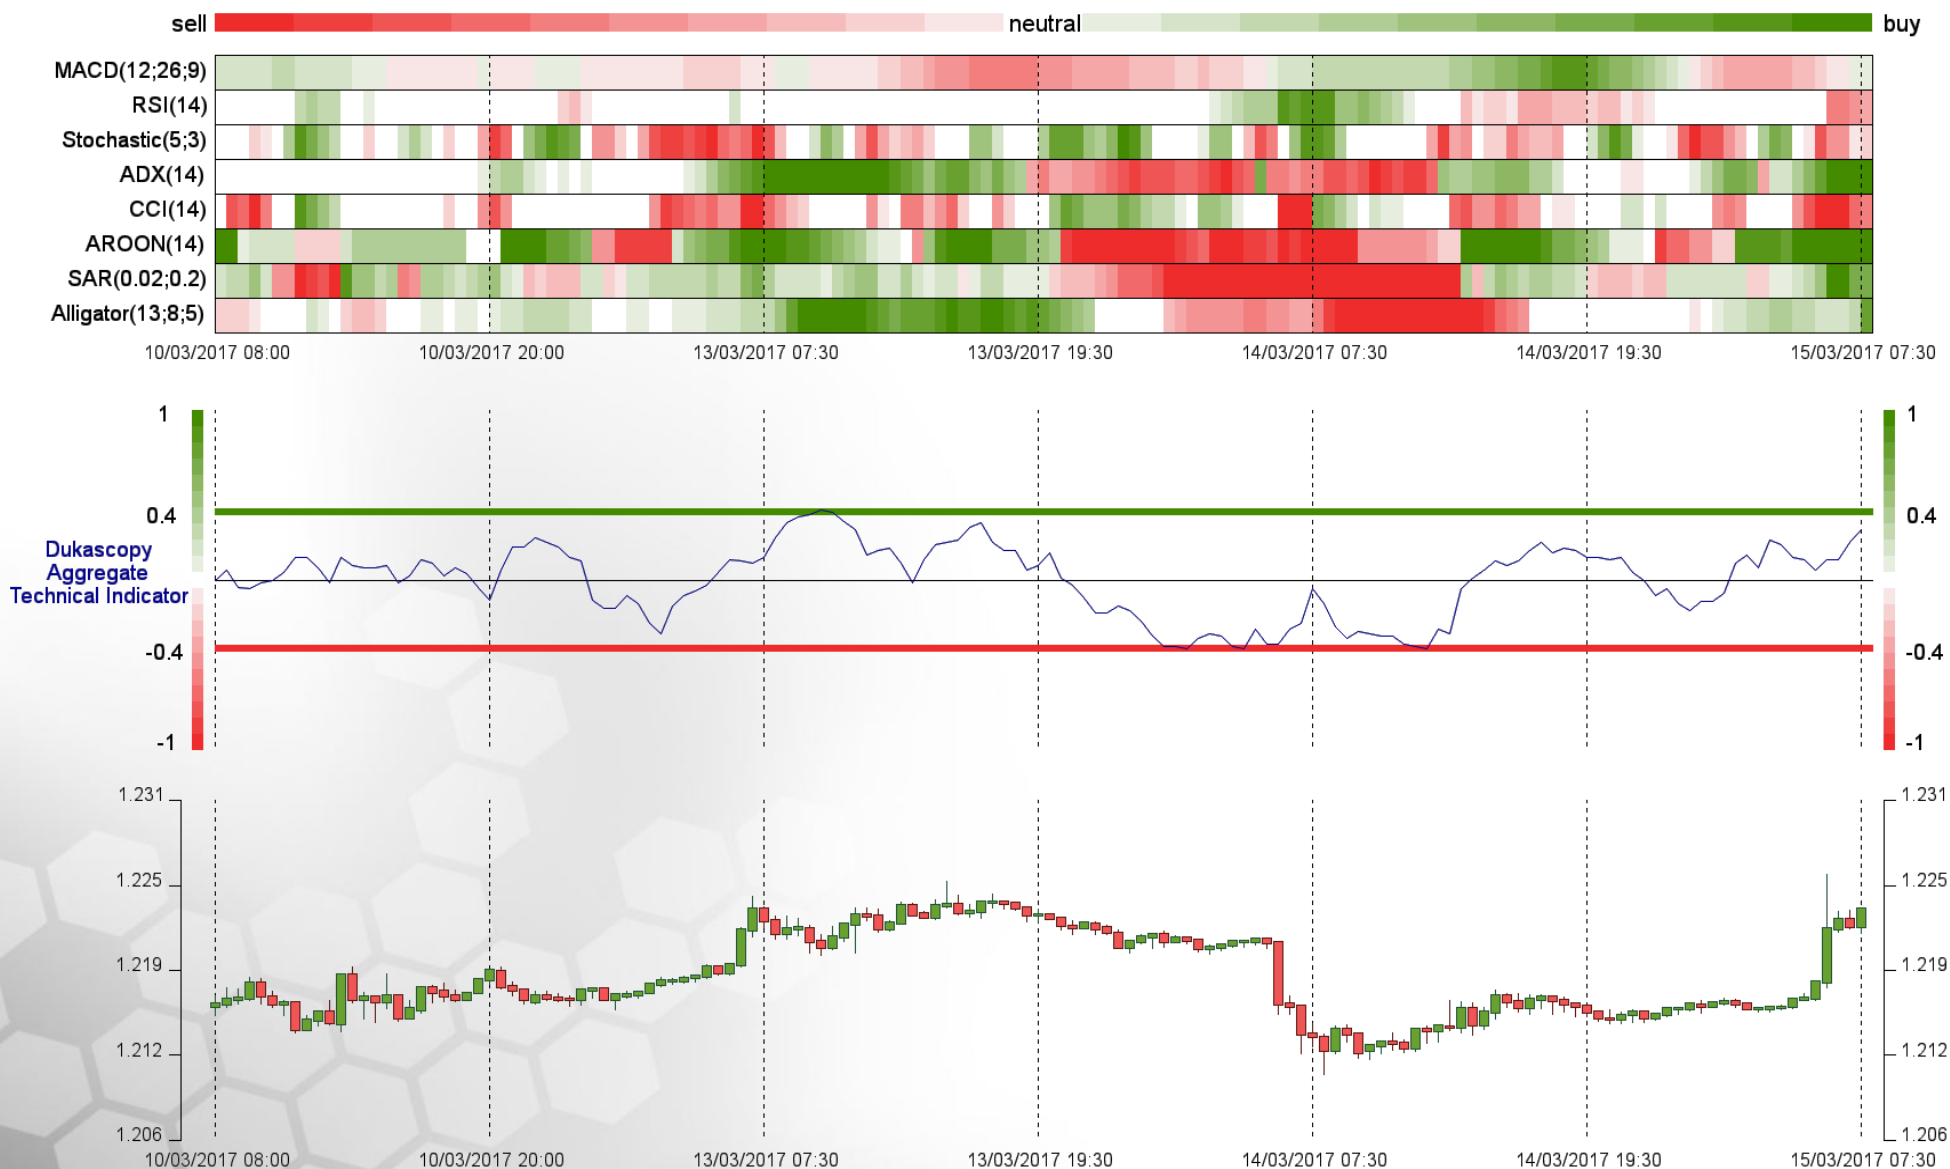 sell neutral buy
MACD(12;26;9)
RSI(14)
Stochastic(5;3)
ADX(14)
CCI(14)
AROON(14)
SAR(0.02;0.2)
Alligator(13;8;5)
10/03/2017 08:00 10/03/2017 20:00 13/03/2017 07:30 13/03/2017 19:30 14/03/2017 07:30 14/03/2017 19:30 15/03/2017 07:30
1 1
0.4 0.4
Dukascopy
Aggregate
Technical Indicator
-0.4 -0.4
-1 -1
1.231 1.231
1.225 1.225
1.219 1.219
1.212 1.212
1.206 1.206
10/03/2017 08:00 10/03/2017 20:00 13/03/2017 07:30 13/03/2017 19:30 14/03/2017 07:30 14/03/2017 19:30 15/03/2017 07:30